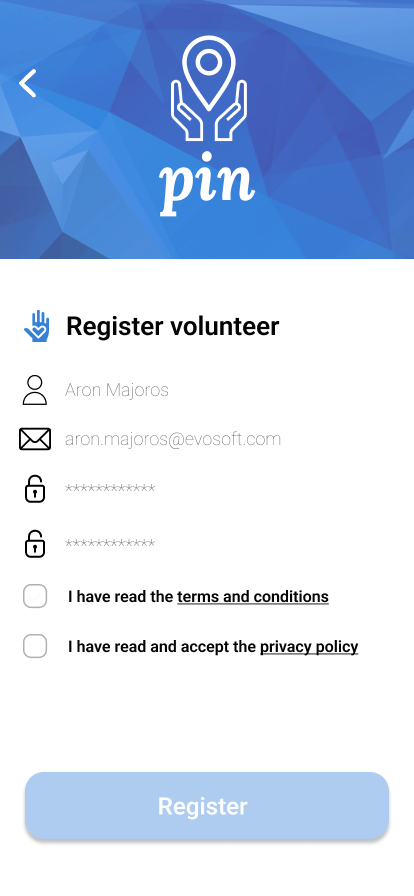 pin
Register volunteer
Aron Majoros
aron.majoros@evosoft.com
************
************
I have read the terms and conditions
I have read and accept the privacy policy
Register